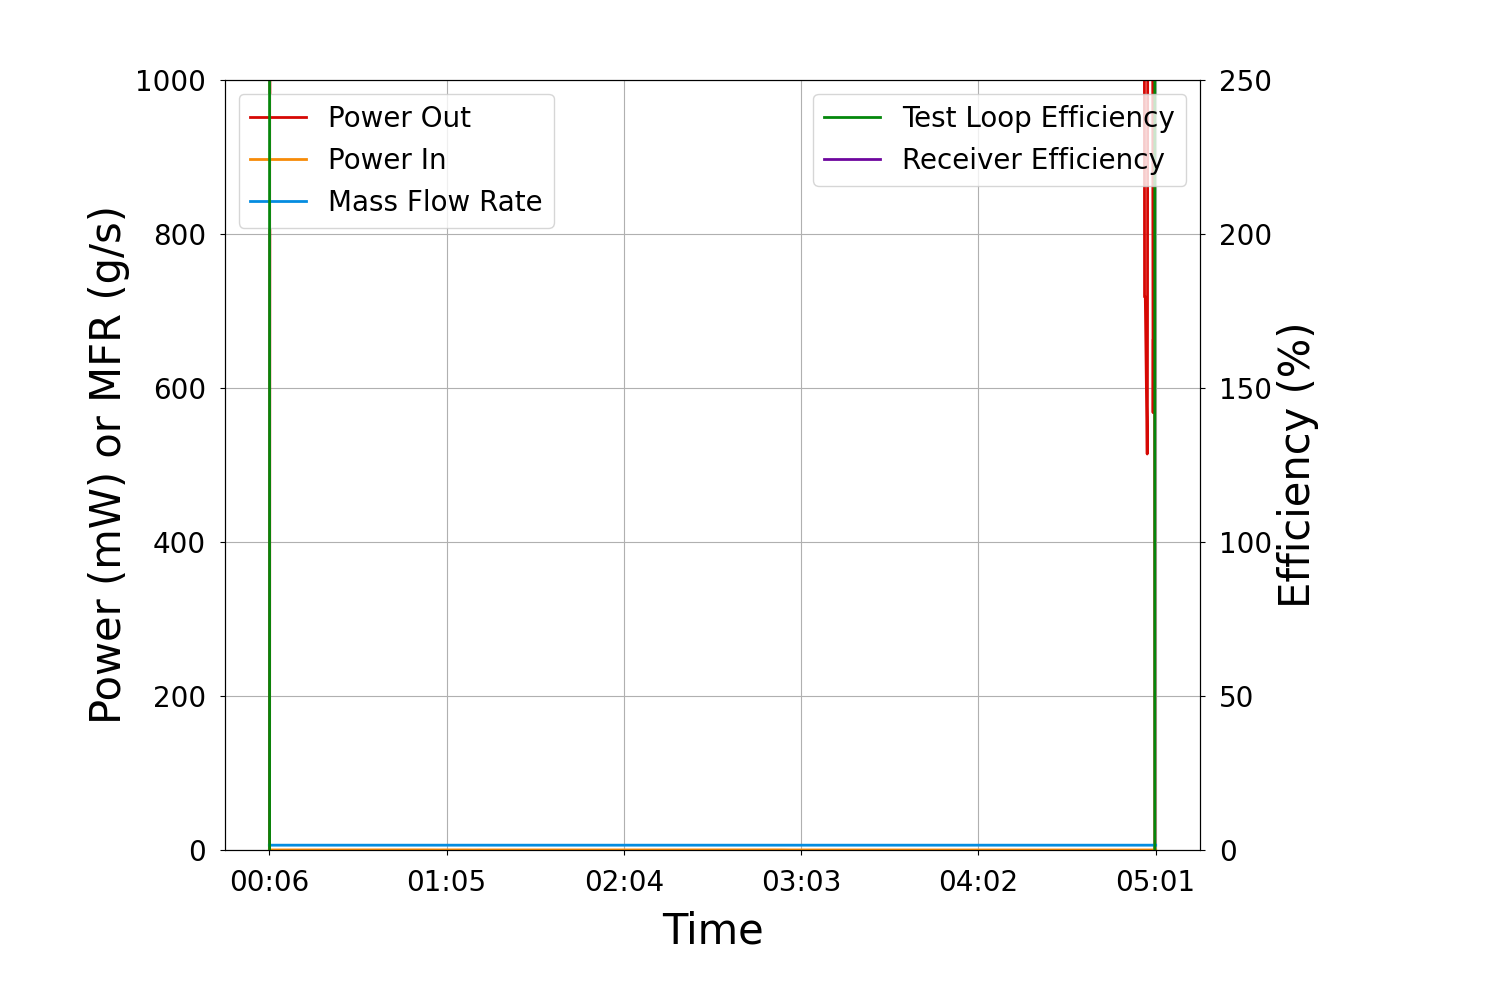 1000
800
600
400
200
0
Power (mW) or MFR (g/s)
Power Out
Power In
Mass Flow Rate
Test Loop Efficiency
Receiver Efficiency
250
200
150
100
50
0
Efficiency (%)
00:06 01:05 02:04 03:03 04:02 05:01
Time